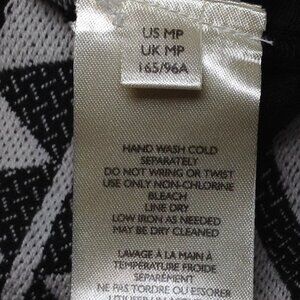 US MP
UK MP
165/96A
HAND WASH COLD
SEPARATELY
DO NOT WRING OR TWIST
USE ONLY NON-CHLORINE
BLEACH
LINE DRY
LOW IRON AS NEEDED
MAY BE DRY CLEANED
LAVAGE À LA MAIN À
TEMPÉRATURE FROIDE
SÉPARÉMENT
NE PAS TORDRE OU ESSORER